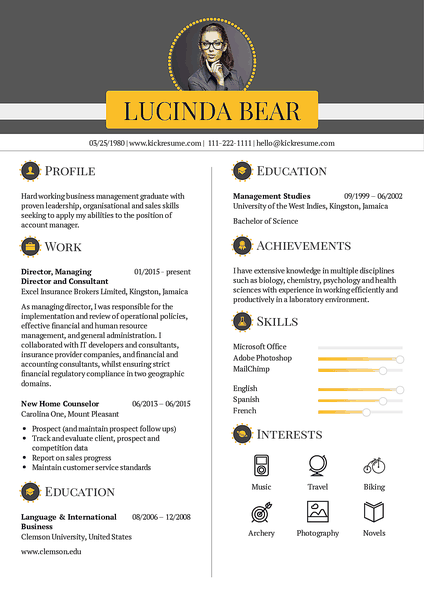 LUCINDA BEAR
03/25/1980 | www.kickresume.com | 111-222-1111 | hello@kickresume.com
PROFILE
Hardworking business management graduate with
proven leadership, organisational and sales skills
seeking to apply my abilities to the position of
account manager.
WORK
Director, Managing 01/2015 - present
Director and Consultant
Excel Insurance Brokers Limited, Kingston, Jamaica
As managing director, I was responsible for the
implementation and review of operational policies,
effective financial and human resource
management, and general administration. I
collaborated with IT developers and consultants,
insurance provider companies, and financial and
accounting consultants, whilst ensuring strict
financial regulatory compliance in two geographic
domains.
New Home Counselor 06/2013 – 06/2015
Carolina One, Mount Pleasant
• Prospect (and maintain prospect follow ups)
• Track and evaluate client, prospect and
competition data
• Report on sales progress
• Maintain customer service standards
EDUCATION
Language & International 08/2006 – 12/2008
Business
Clemson University, United States
www.clemson.edu
EDUCATION
Management Studies 09/1999 – 06/2002
University of the West Indies, Kingston, Jamaica
Bachelor of Science
ACHIEVEMENTS
I have extensive knowledge in multiple disciplines
such as biology, chemistry, psychology and health
sciences with experience in working efficiently and
productively in a laboratory environment.
SKILLS
Microsoft Office
Adobe Photoshop
MailChimp
English
Spanish
French
INTERESTS
Music Travel Biking
Archery Photography Novels